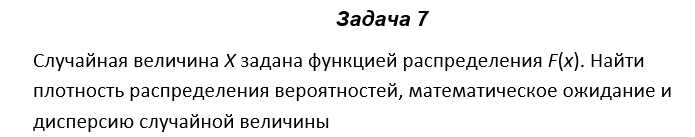 Задача 7
Случайная величина X задана функцией распределения F(x). Найти
плотность распределения вероятностей, математическое ожидание и
дисперсию случайной величины